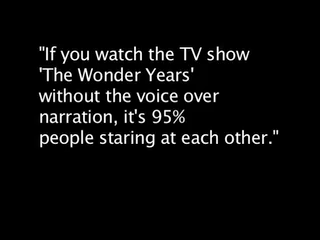 "If you watch the TV show
'The Wonder Years'
without the voice over
narration, it's 95%
people staring at each other."